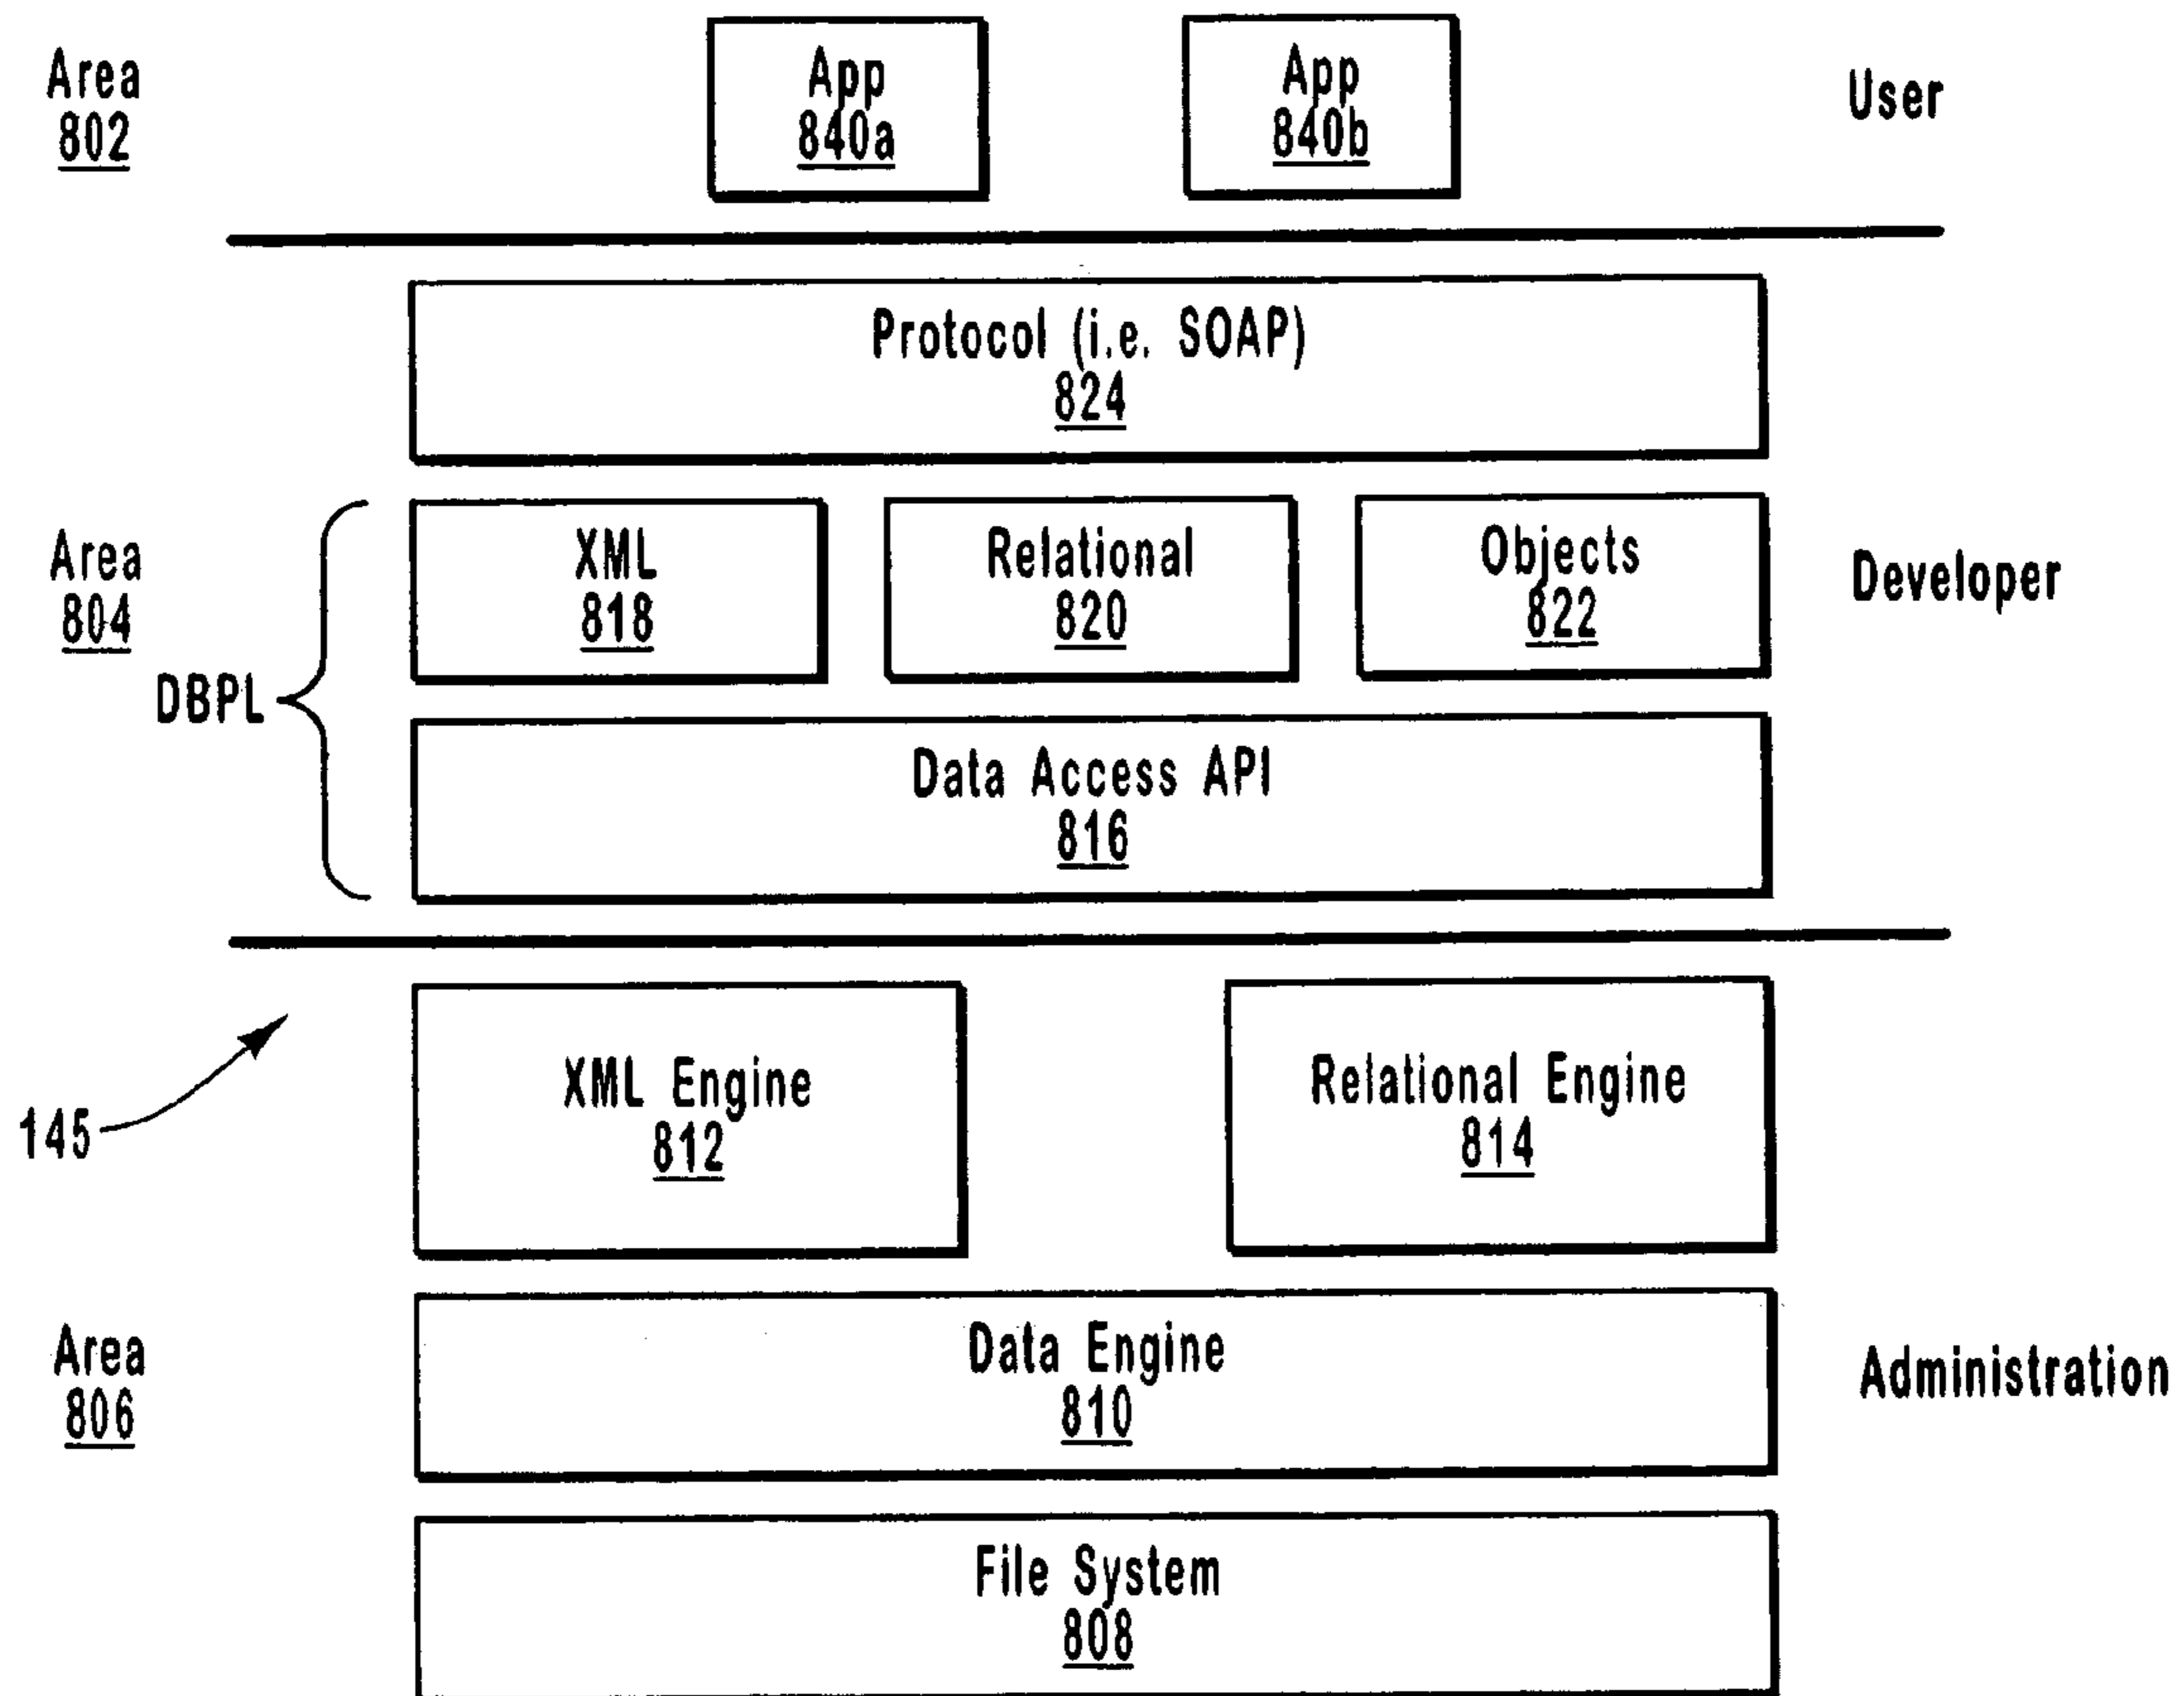 Area
802
App
840a
App
840b
User
Protocol (i.e. SOAP)
824
Area
804
DBPL
XML
818
Relational
820
Objects
822
Developer
Data Access API
816
145
XML Engine
812
Relational Engine
814
Area
806
Data Engine
810
Administration
File System
808